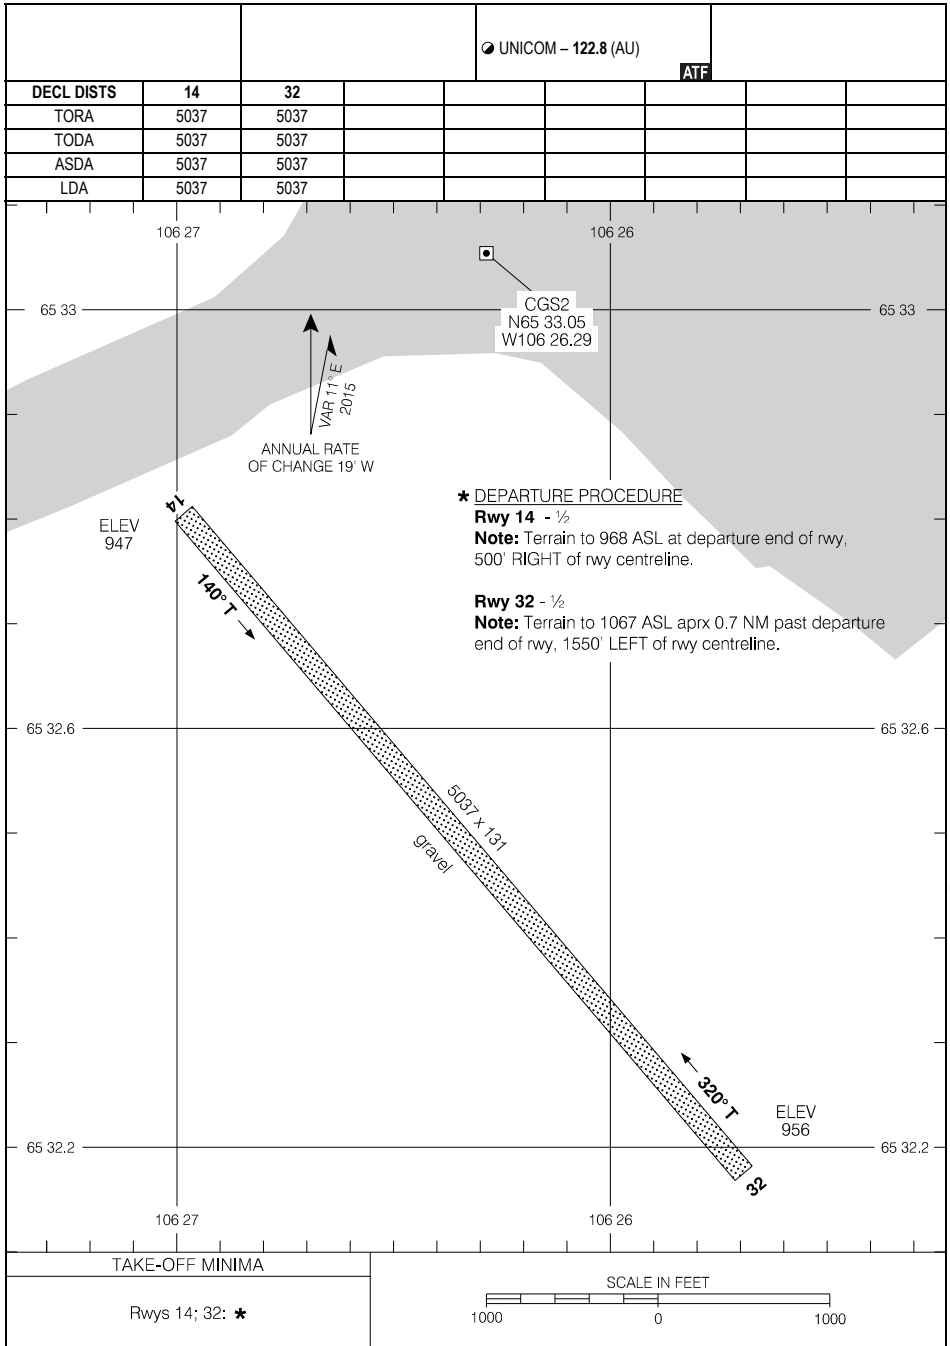 UNICOM – 122.8 (AU)
ATF
DECL DISTS 14 32
TORA 5037 5037
TODA 5037 5037
ASDA 5037 5037
LDA 5037 5037
106 27 106 26
CGS2
N65 33.05
W106 26.29
65 33 65 33
VAR 11° E
2015
ANNUAL RATE
OF CHANGE 19' W
* DEPARTURE PROCEDURE
Rwy 14 - ½
Note: Terrain to 968 ASL at departure end of rwy,
500' RIGHT of rwy centreline.
Rwy 32 - ½
Note: Terrain to 1067 ASL aprx 0.7 NM past departure
end of rwy, 1550' LEFT of rwy centreline.
14
ELEV
947
140° T
65 32.6 65 32.6
5037 x 131
gravel
320° T
ELEV
956
65 32.2 65 32.2
32
106 27 106 26
TAKE-OFF MINIMA
Rwys 14; 32: *
SCALE IN FEET
1000 0 1000